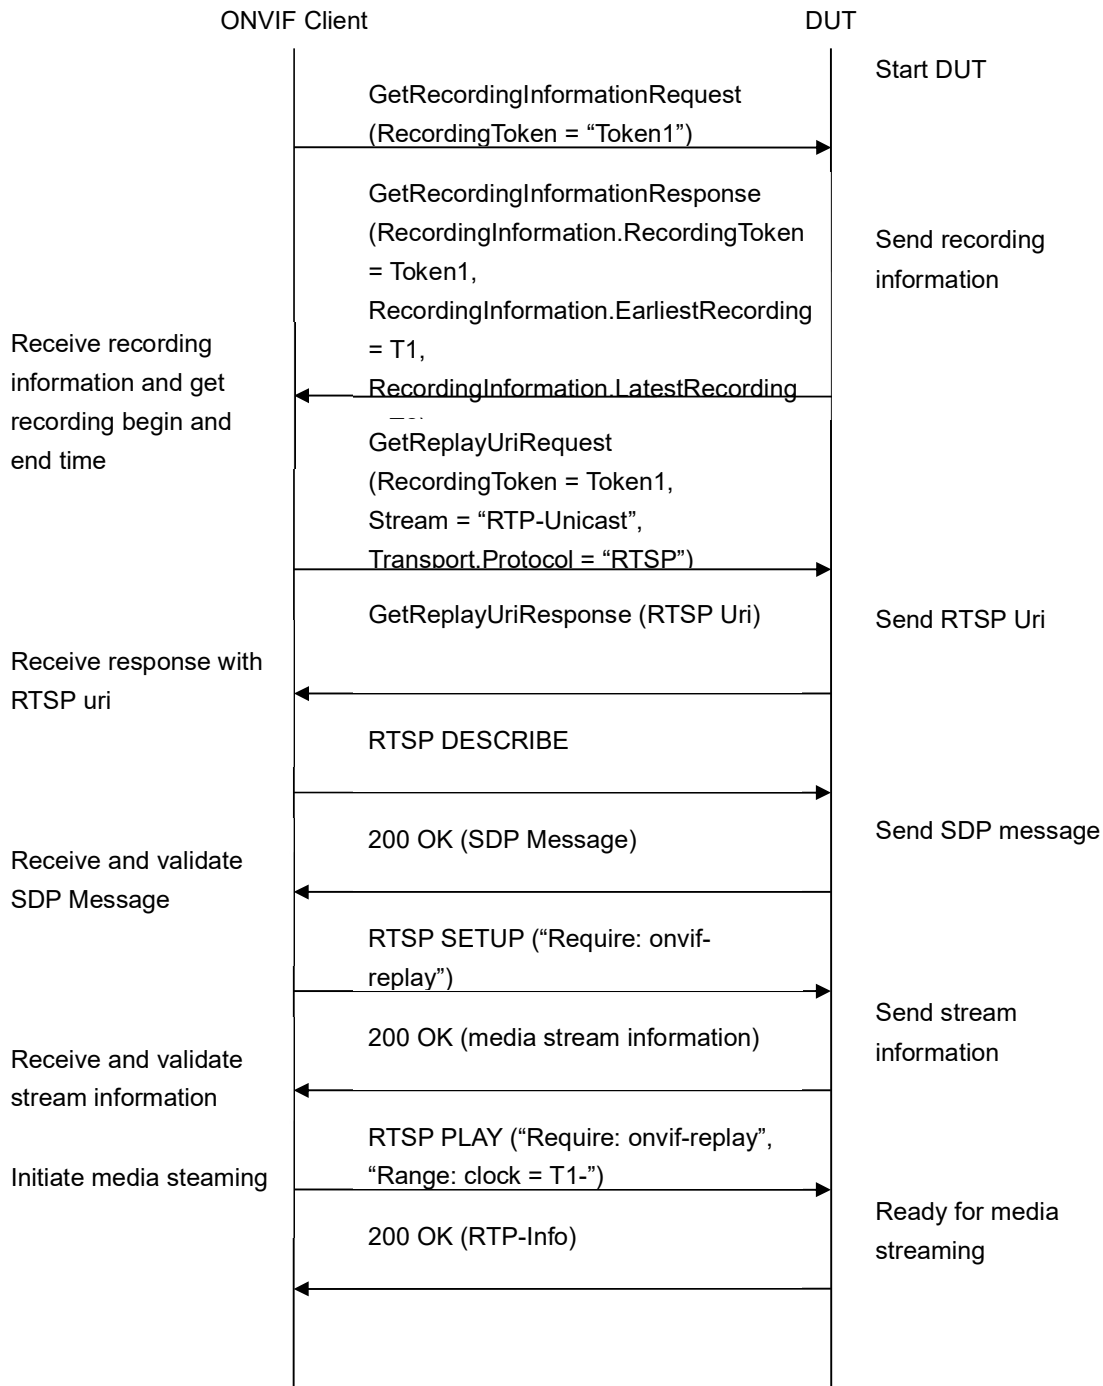 ONVIF Client
DUT
Start DUT
GetRecordingInformationRequest
(RecordingToken = “Token1”)
GetRecordingInformationResponse
(RecordingInformation.RecordingToken
= Token1,
RecordingInformation.EarliestRecording
= T1,
RecordingInformation.LatestRecording
Send recording
information
Receive recording
information and get
recording begin and
end time
GetReplayUriRequest
(RecordingToken = Token1,
Stream = “RTP-Unicast”,
Transport.Protocol = “RTSP”)
GetReplayUriResponse (RTSP Uri)
Send RTSP Uri
Receive response with
RTSP uri
RTSP DESCRIBE
200 OK (SDP Message)
Send SDP message
Receive and validate
SDP Message
RTSP SETUP (“Require: onvif-
replay”)
200 OK (media stream information)
Send stream
information
Receive and validate
stream information
RTSP PLAY (“Require: onvif-replay”,
“Range: clock = T1-”)
Initiate media steaming
200 OK (RTP-Info)
Ready for media
streaming